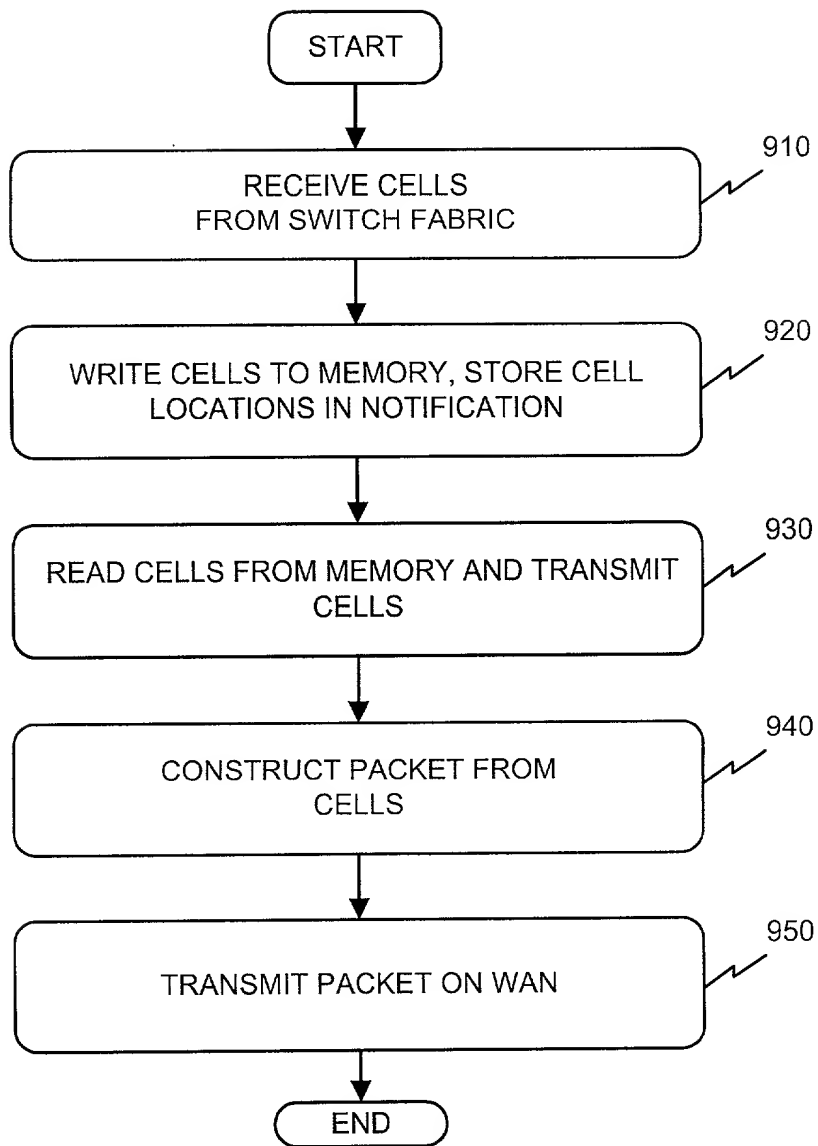 START
910
RECEIVE CELLS
FROM SWITCH FABRIC
920
WRITE CELLS TO MEMORY, STORE CELL
LOCATIONS IN NOTIFICATION
930
READ CELLS FROM MEMORY AND TRANSMIT
CELLS
940
CONSTRUCT PACKET FROM
CELLS
950
TRANSMIT PACKET ON WAN
END